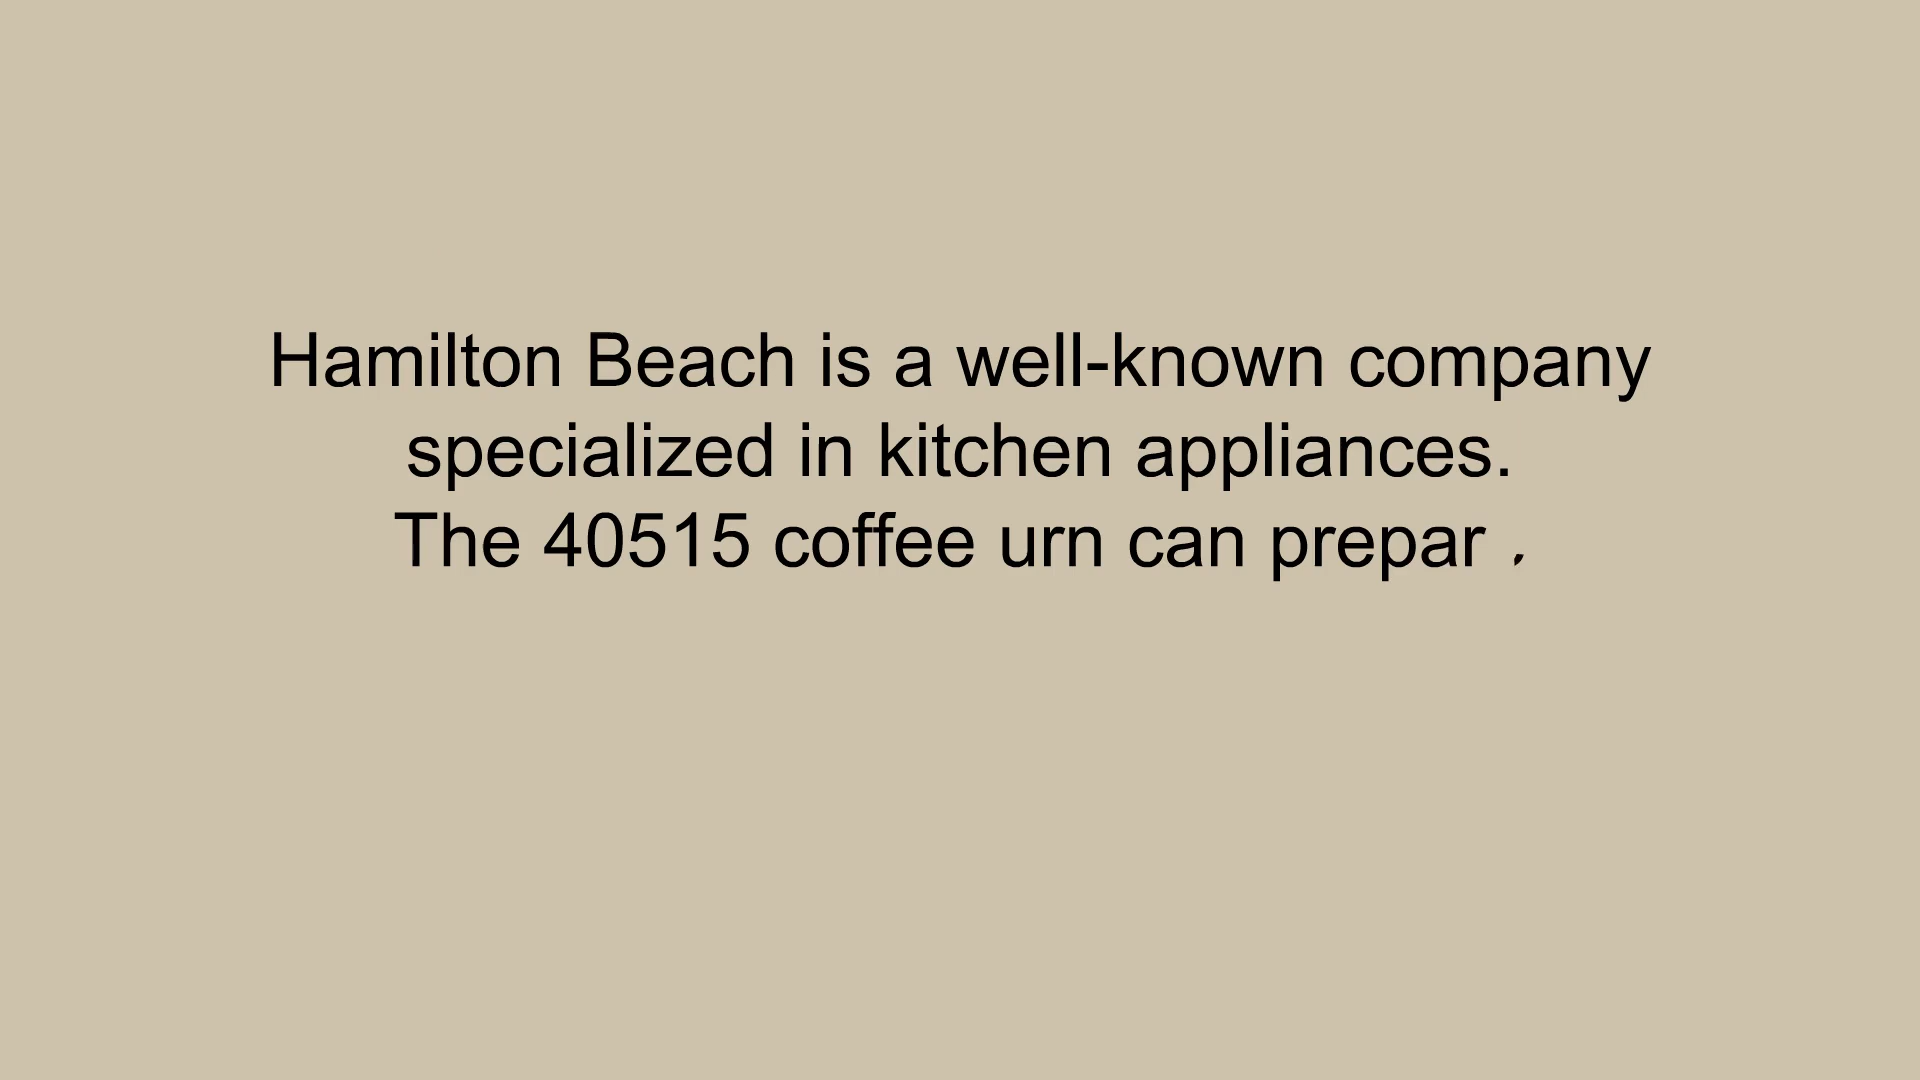 Hamilton Beach is a well-known company
specialized in kitchen appliances.
The 40515 coffee urn can prepar